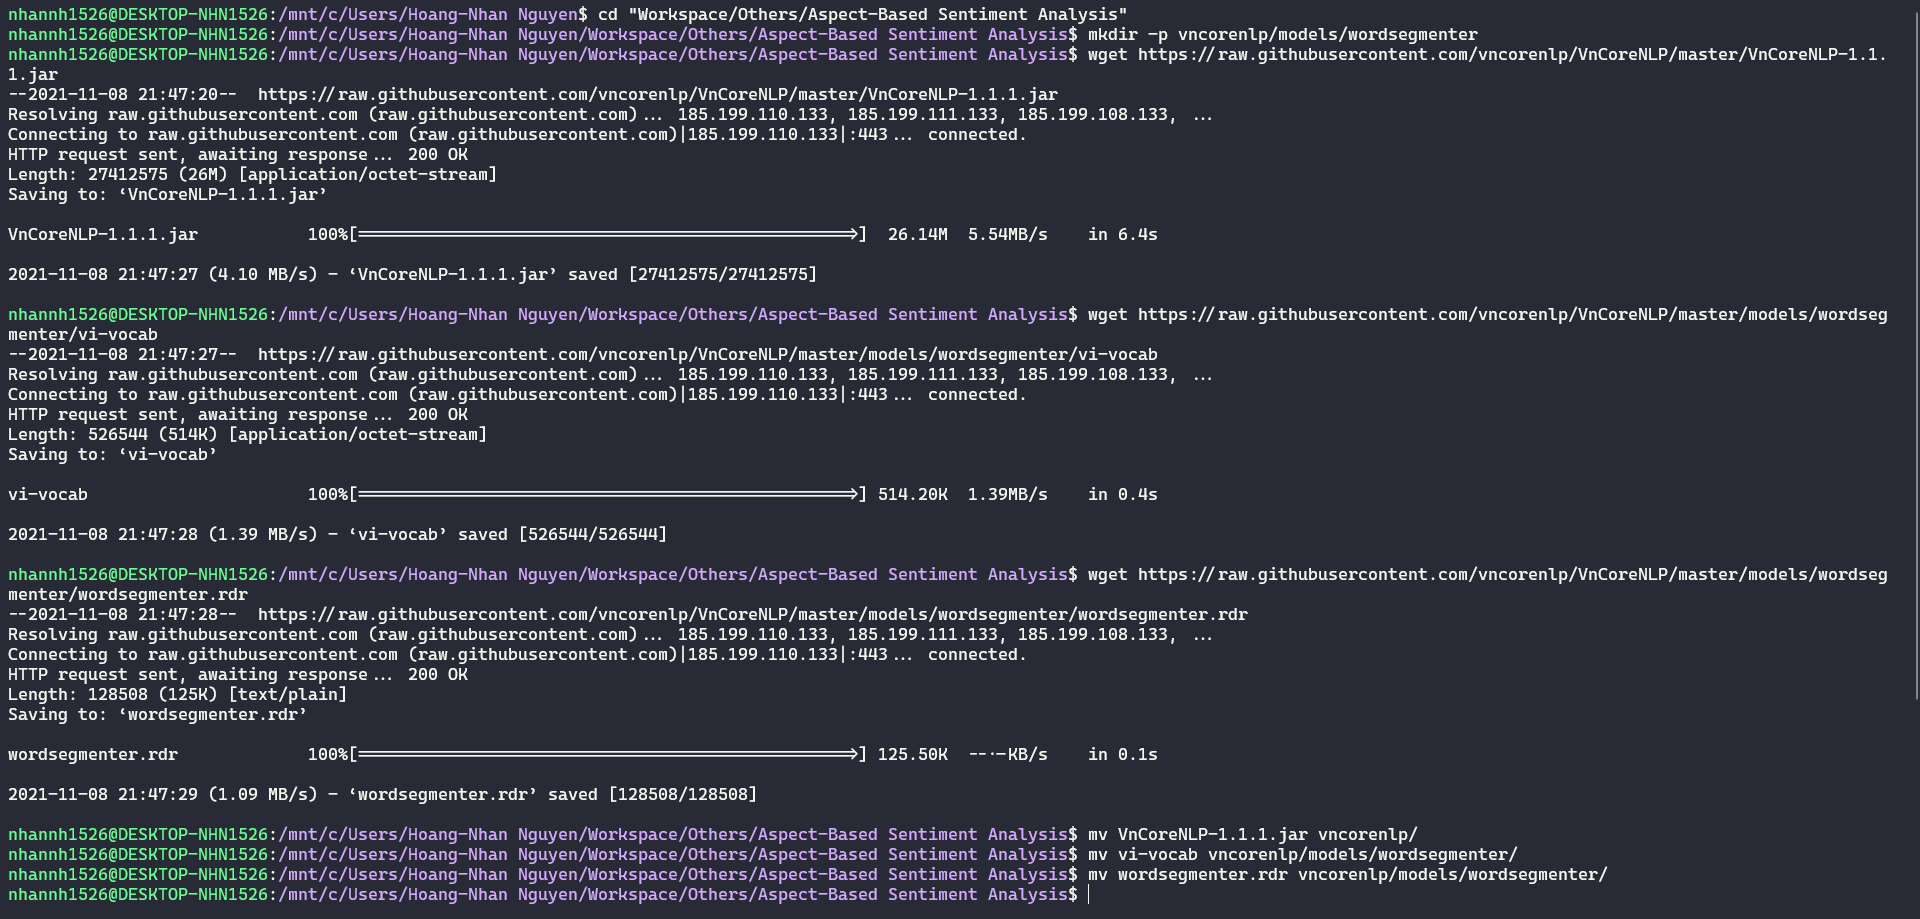 nhannh1526@DESKTOP-NHN1526:/mnt/c/Users/Hoang-Nhan Nguyen$ cd "Workspace/Others/Aspect-Based Sentiment Analysis"
nhannh1526@DESKTOP-NHN1526:/mnt/c/Users/Hoang-Nhan Nguyen/Workspace/Others/Aspect-Based Sentiment Analysis$ mkdir -p vncorenlp/models/wordsegmenter
nhannh1526@DESKTOP-NHN1526:/mnt/c/Users/Hoang-Nhan Nguyen/Workspace/Others/Aspect-Based Sentiment Analysis$ wget https://raw.githubusercontent.com/vncorenlp/VnCoreNLP/master/VnCoreNLP-1.1.
1.jar
--2021-11-08 21:47:20--  https://raw.githubusercontent.com/vncorenlp/VnCoreNLP/master/VnCoreNLP-1.1.1.jar
Resolving raw.githubusercontent.com (raw.githubusercontent.com)... 185.199.110.133, 185.199.111.133, 185.199.108.133, ...
Connecting to raw.githubusercontent.com (raw.githubusercontent.com)|185.199.110.133|:443... connected.
HTTP request sent, awaiting response... 200 OK
Length: 27412575 (26M) [application/octet-stream]
Saving to: ‘VnCoreNLP-1.1.1.jar’
VnCoreNLP-1.1.1.jar           100%[==================================================>]  26.14M  5.54MB/s    in 6.4s
2021-11-08 21:47:27 (4.10 MB/s) - ‘VnCoreNLP-1.1.1.jar’ saved [27412575/27412575]
nhannh1526@DESKTOP-NHN1526:/mnt/c/Users/Hoang-Nhan Nguyen/Workspace/Others/Aspect-Based Sentiment Analysis$ wget https://raw.githubusercontent.com/vncorenlp/VnCoreNLP/master/models/wordseg
menter/vi-vocab
--2021-11-08 21:47:27--  https://raw.githubusercontent.com/vncorenlp/VnCoreNLP/master/models/wordsegmenter/vi-vocab
Resolving raw.githubusercontent.com (raw.githubusercontent.com)... 185.199.110.133, 185.199.111.133, 185.199.108.133, ...
Connecting to raw.githubusercontent.com (raw.githubusercontent.com)|185.199.110.133|:443... connected.
HTTP request sent, awaiting response... 200 OK
Length: 526544 (514K) [application/octet-stream]
Saving to: ‘vi-vocab’
vi-vocab                      100%[==================================================>] 514.20K  1.39MB/s    in 0.4s
2021-11-08 21:47:28 (1.39 MB/s) - ‘vi-vocab’ saved [526544/526544]
nhannh1526@DESKTOP-NHN1526:/mnt/c/Users/Hoang-Nhan Nguyen/Workspace/Others/Aspect-Based Sentiment Analysis$ wget https://raw.githubusercontent.com/vncorenlp/VnCoreNLP/master/models/wordseg
menter/wordsegmenter.rdr
--2021-11-08 21:47:28--  https://raw.githubusercontent.com/vncorenlp/VnCoreNLP/master/models/wordsegmenter/wordsegmenter.rdr
Resolving raw.githubusercontent.com (raw.githubusercontent.com)... 185.199.110.133, 185.199.111.133, 185.199.108.133, ...
Connecting to raw.githubusercontent.com (raw.githubusercontent.com)|185.199.110.133|:443... connected.
HTTP request sent, awaiting response... 200 OK
Length: 128508 (125K) [text/plain]
Saving to: ‘wordsegmenter.rdr’
wordsegmenter.rdr             100%[==================================================>] 125.50K  --.-KB/s    in 0.1s
2021-11-08 21:47:29 (1.09 MB/s) - ‘wordsegmenter.rdr’ saved [128508/128508]
nhannh1526@DESKTOP-NHN1526:/mnt/c/Users/Hoang-Nhan Nguyen/Workspace/Others/Aspect-Based Sentiment Analysis$ mv VnCoreNLP-1.1.1.jar vncorenlp/
nhannh1526@DESKTOP-NHN1526:/mnt/c/Users/Hoang-Nhan Nguyen/Workspace/Others/Aspect-Based Sentiment Analysis$ mv vi-vocab vncorenlp/models/wordsegmenter/
nhannh1526@DESKTOP-NHN1526:/mnt/c/Users/Hoang-Nhan Nguyen/Workspace/Others/Aspect-Based Sentiment Analysis$ mv wordsegmenter.rdr vncorenlp/models/wordsegmenter/
nhannh1526@DESKTOP-NHN1526:/mnt/c/Users/Hoang-Nhan Nguyen/Workspace/Others/Aspect-Based Sentiment Analysis$